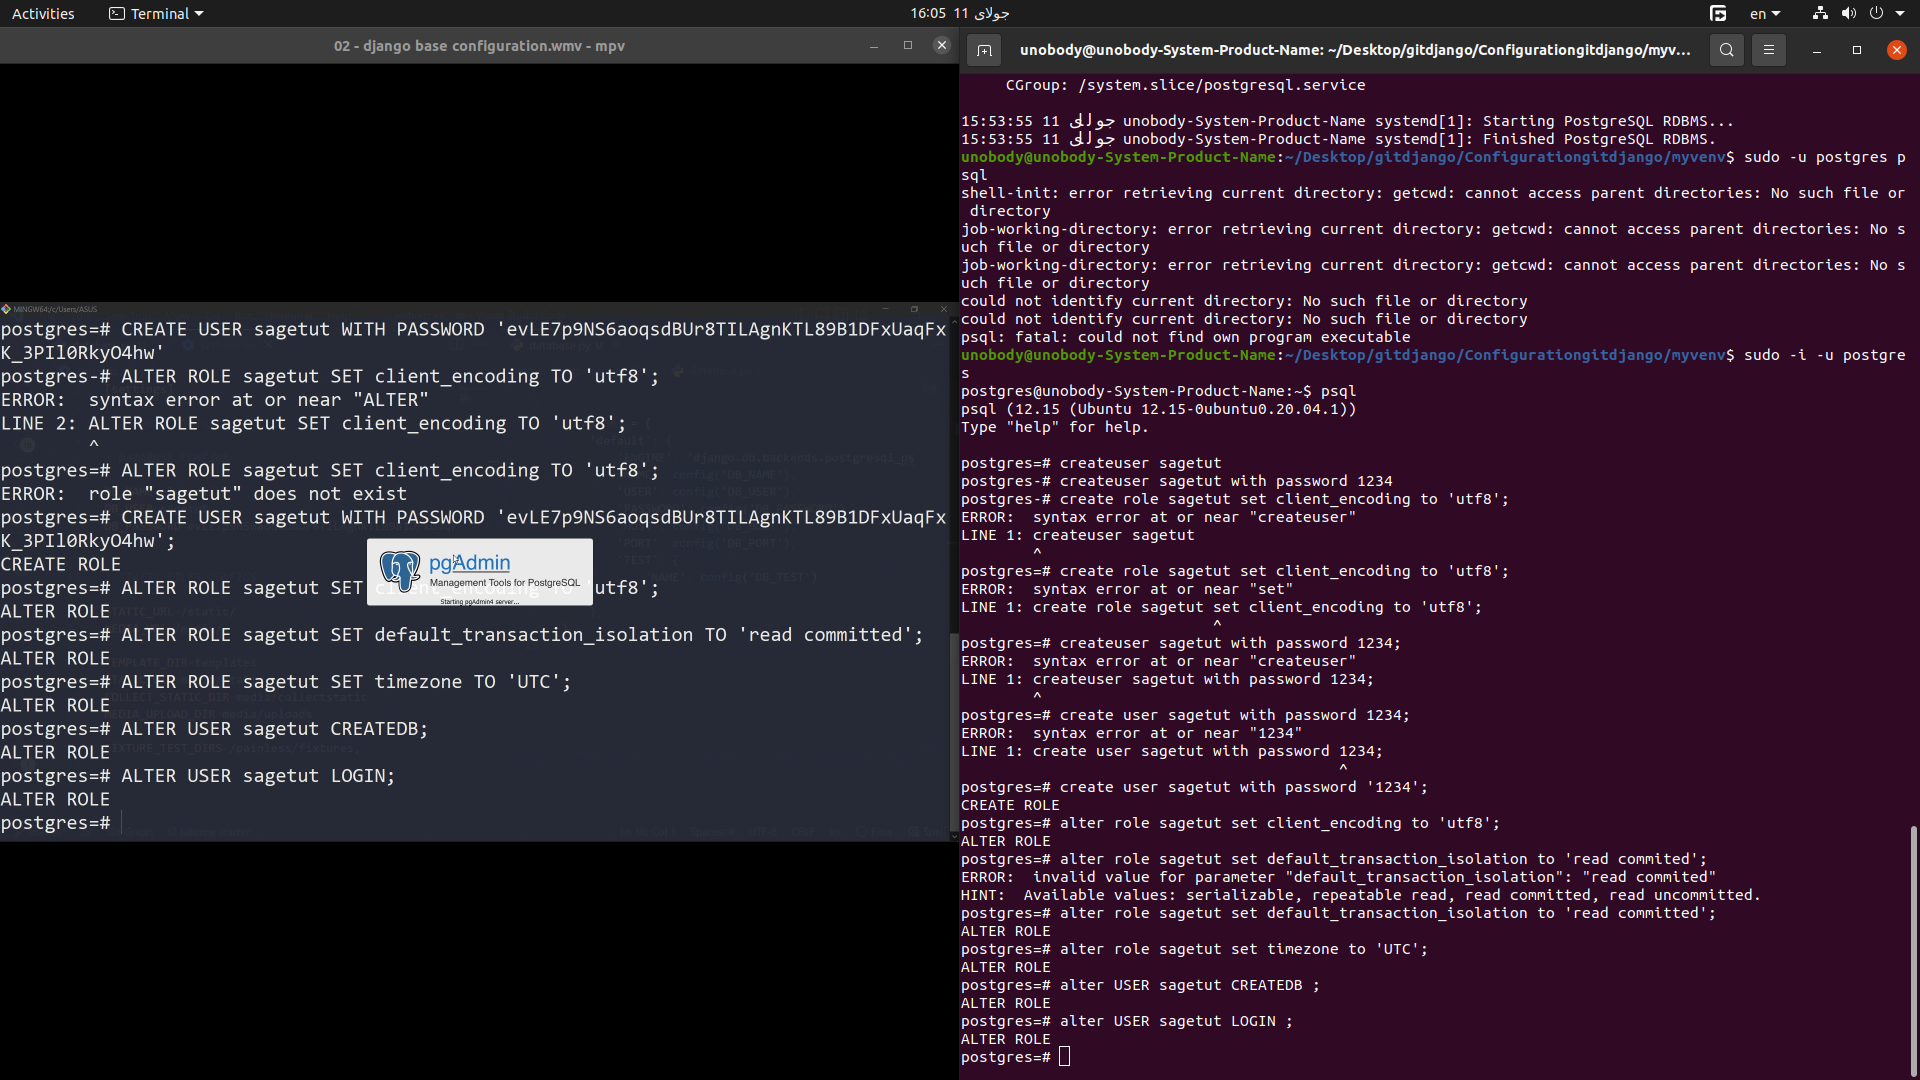 Activities
Terminal
16:05 11 جولای
en
02 - django base configuration.wmv - mpv
MINGW64:/c/Users/ASUS
postgres=# CREATE USER sagetut WITH PASSWORD 'evLE7p9NS6aoqsdBUr8TILAgnKTL89B1DFxUaqFx
K_3PIl0RkyO4hw'
postgres-# ALTER ROLE sagetut SET client_encoding TO 'utf8';
ERROR:  syntax error at or near "ALTER"
LINE 2: ALTER ROLE sagetut SET client_encoding TO 'utf8';
^
postgres=# ALTER ROLE sagetut SET client_encoding TO 'utf8';
ERROR:  role "sagetut" does not exist
postgres=# CREATE USER sagetut WITH PASSWORD 'evLE7p9NS6aoqsdBUr8TILAgnKTL89B1DFxUaqFx
K_3PIl0RkyO4hw';
CREATE ROLE
postgres=# ALTER ROLE sagetut SET client_encoding TO 'utf8';
ALTER ROLE
postgres=# ALTER ROLE sagetut SET default_transaction_isolation TO 'read committed';
ALTER ROLE
postgres=# ALTER ROLE sagetut SET timezone TO 'UTC';
ALTER ROLE
postgres=# ALTER USER sagetut CREATEDB;
ALTER ROLE
postgres=# ALTER USER sagetut LOGIN;
ALTER ROLE
postgres=#
pgAdmin
Management Tools for PostgreSQL
Starting pgAdmin4 server...
unobody@unobody-System-Product-Name: ~/Desktop/gitdjango/Configurationgitdjango/myv...
CGroup: /system.slice/postgresql.service
15:53:55 11 جولای unobody-System-Product-Name systemd[1]: Starting PostgreSQL RDBMS...
15:53:55 11 جولای unobody-System-Product-Name systemd[1]: Finished PostgreSQL RDBMS.
unobody@unobody-System-Product-Name:~/Desktop/gitdjango/Configurationgitdjango/myvenv$ sudo -u postgres p
sql
shell-init: error retrieving current directory: getcwd: cannot access parent directories: No such file or
directory
job-working-directory: error retrieving current directory: getcwd: cannot access parent directories: No s
uch file or directory
job-working-directory: error retrieving current directory: getcwd: cannot access parent directories: No s
uch file or directory
could not identify current directory: No such file or directory
could not identify current directory: No such file or directory
psql: fatal: could not find own program executable
unobody@unobody-System-Product-Name:~/Desktop/gitdjango/Configurationgitdjango/myvenv$ sudo -i -u postgre
s
postgres@unobody-System-Product-Name:~$ psql
psql (12.15 (Ubuntu 12.15-0ubuntu0.20.04.1))
Type "help" for help.
postgres=# createuser sagetut
postgres-# createuser sagetut with password 1234
postgres-# create role sagetut set client_encoding to 'utf8';
ERROR:  syntax error at or near "createuser"
LINE 1: createuser sagetut
^
postgres=# create role sagetut set client_encoding to 'utf8';
ERROR:  syntax error at or near "set"
LINE 1: create role sagetut set client_encoding to 'utf8';
^
postgres=# createuser sagetut with password 1234;
ERROR:  syntax error at or near "createuser"
LINE 1: createuser sagetut with password 1234;
^
postgres=# create user sagetut with password 1234;
ERROR:  syntax error at or near "1234"
LINE 1: create user sagetut with password 1234;
^
postgres=# create user sagetut with password '1234';
CREATE ROLE
postgres=# alter role sagetut set client_encoding to 'utf8';
ALTER ROLE
postgres=# alter role sagetut set default_transaction_isolation to 'read commited';
ERROR:  invalid value for parameter "default_transaction_isolation": "read commited"
HINT:  Available values: serializable, repeatable read, read committed, read uncommitted.
postgres=# alter role sagetut set default_transaction_isolation to 'read committed';
ALTER ROLE
postgres=# alter role sagetut set timezone to 'UTC';
ALTER ROLE
postgres=# alter USER sagetut CREATEDB ;
ALTER ROLE
postgres=# alter USER sagetut LOGIN ;
ALTER ROLE
postgres=#